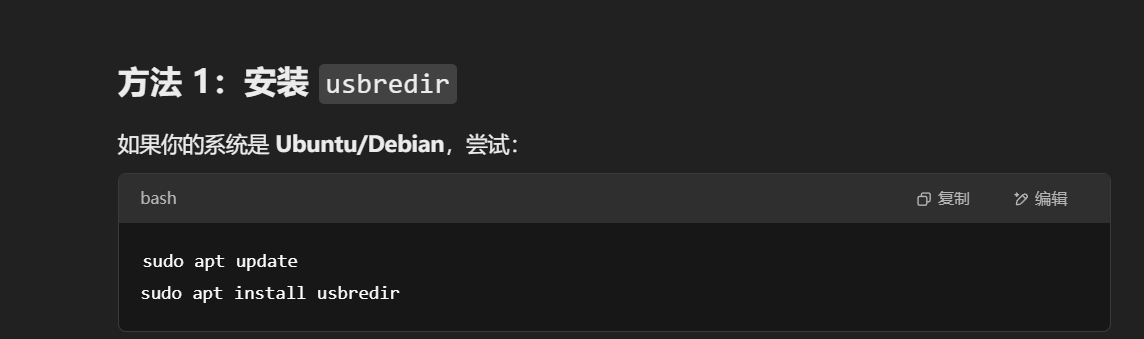 方法 1：安装 usbredir
如果你的系统是 Ubuntu/Debian，尝试：
bash 复制 编辑
sudo apt update
sudo apt install usbredir